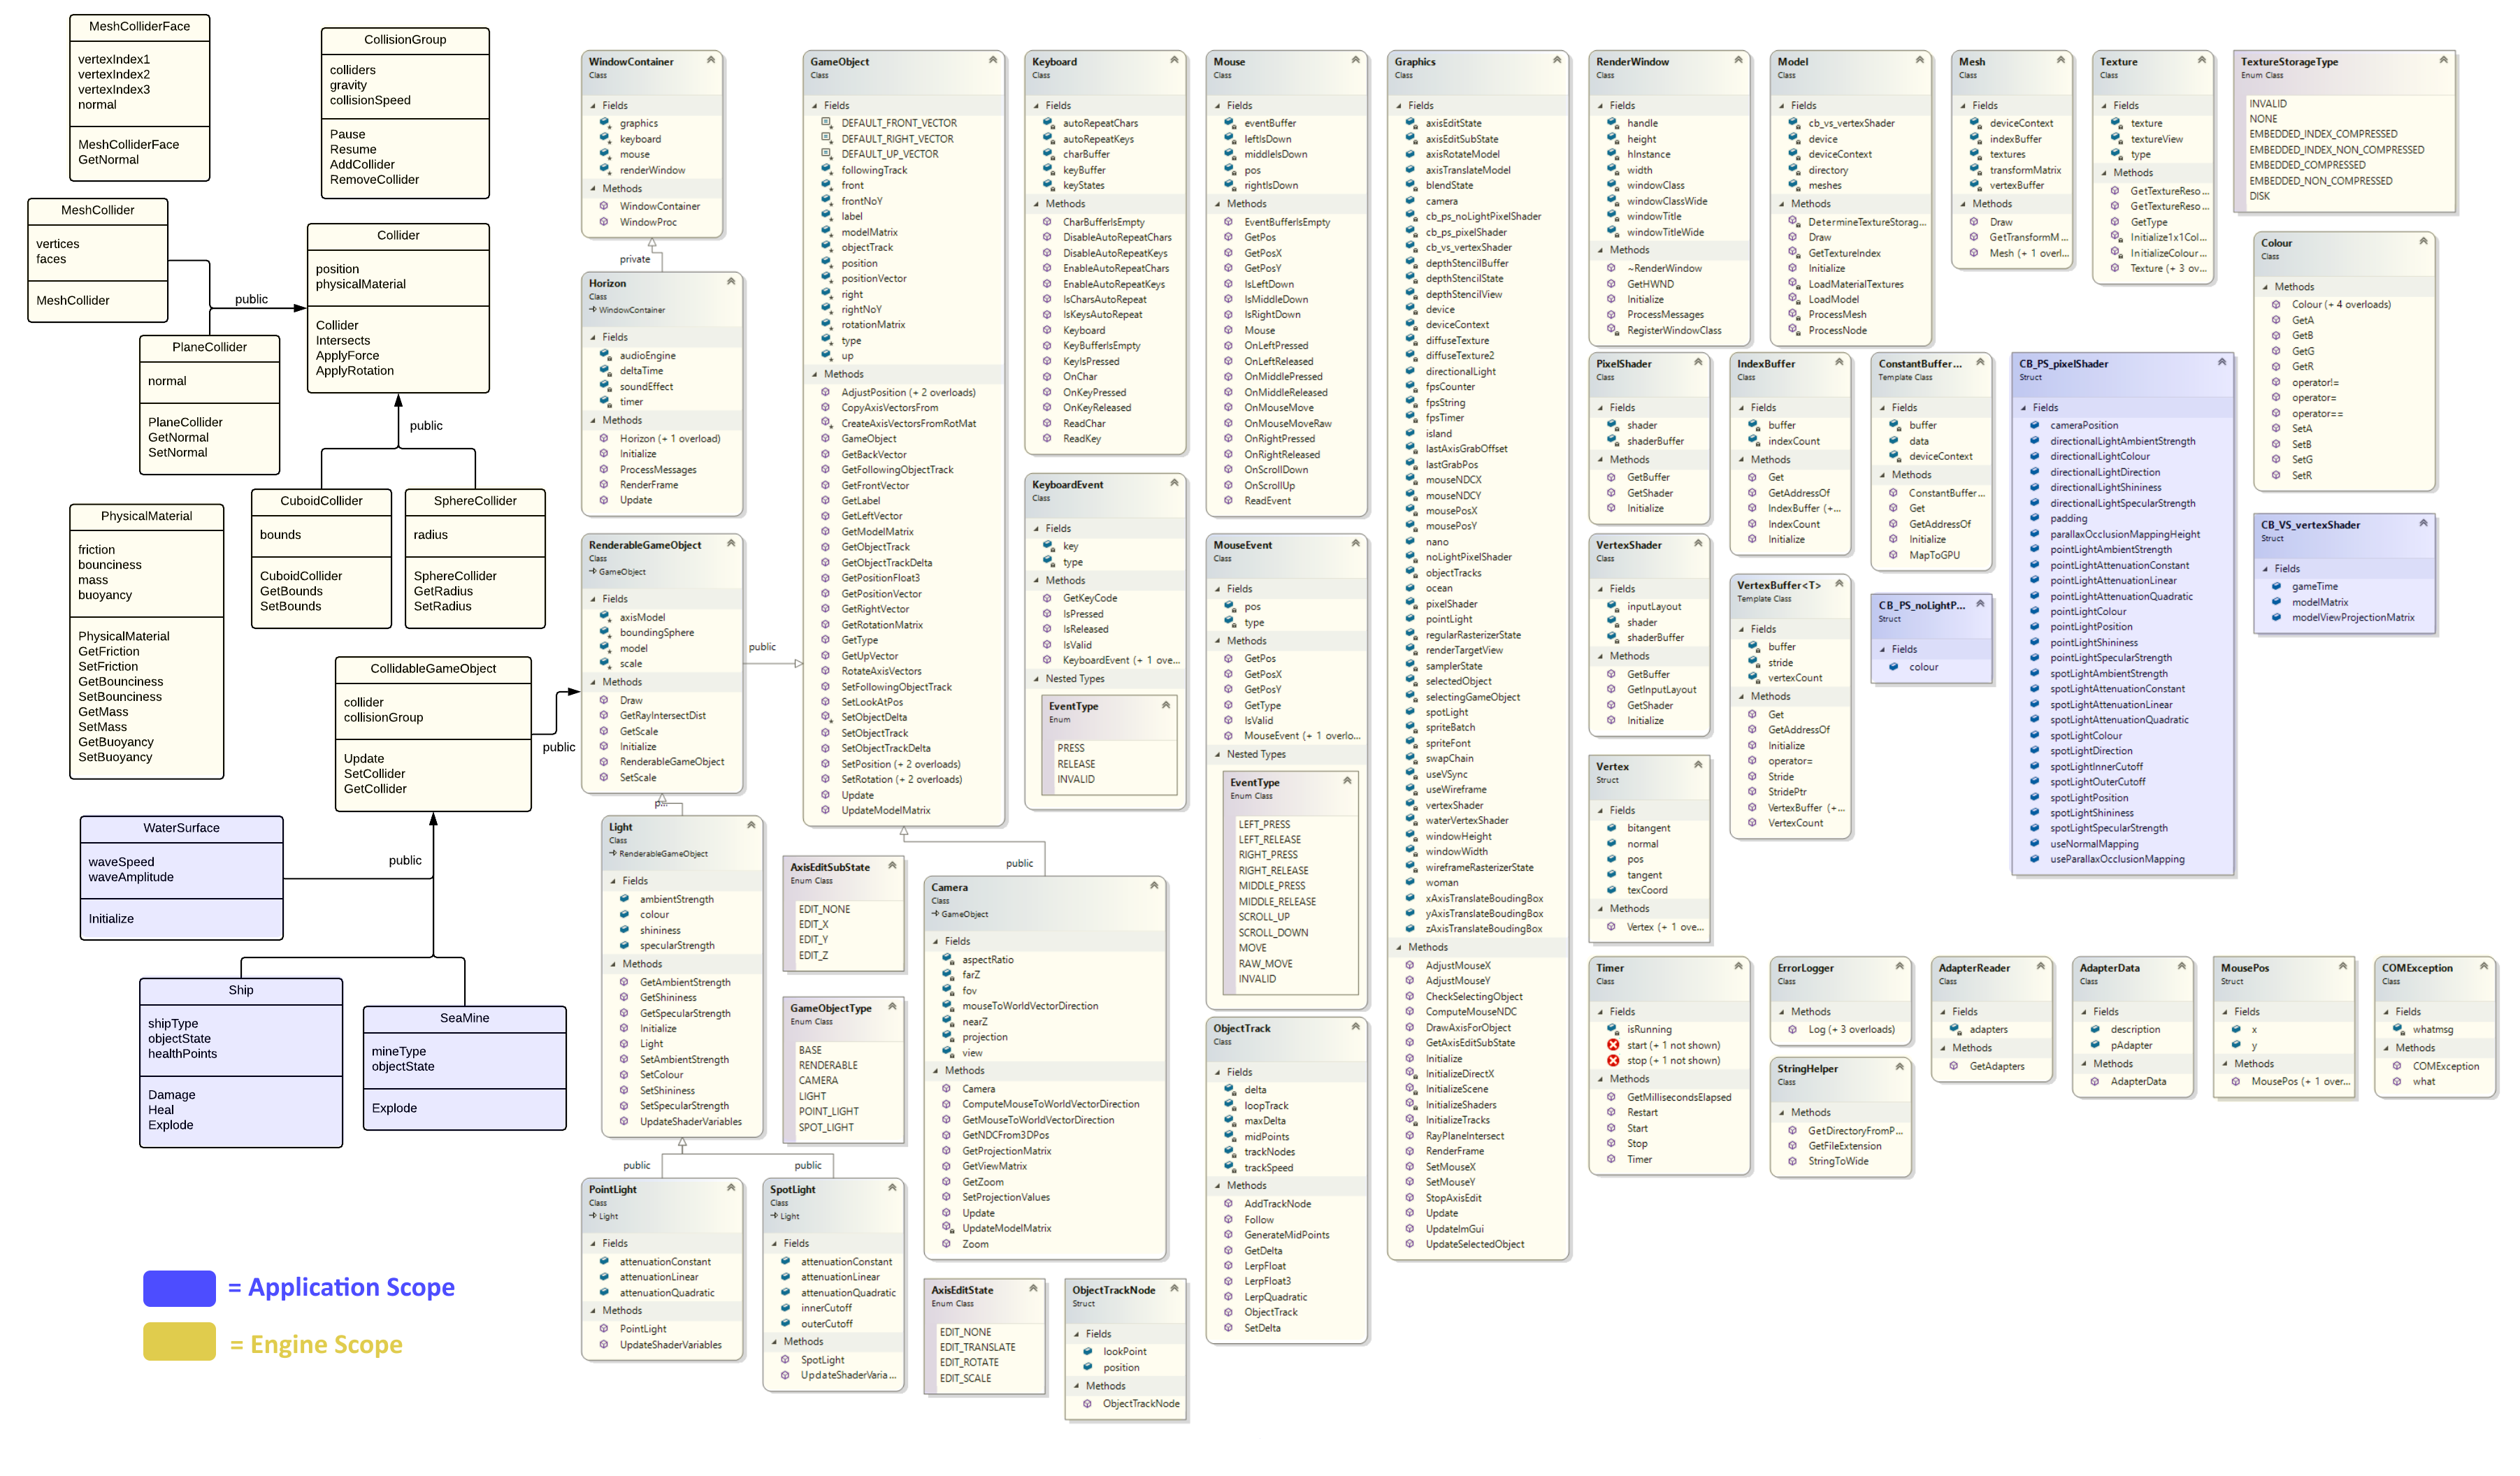 MeshColliderFace
vertexIndex1
vertexIndex2
vertexIndex3
normal
MeshColliderFace
GetNormal
CollisionGroup
colliders
gravity
collisionSpeed
Pause
Resume
AddCollider
RemoveCollider
MeshCollider
vertices
faces
MeshCollider
public
Collider
position
physicalMaterial
Collider
Intersects
ApplyForce
ApplyRotation
PlaneCollider
normal
PlaneCollider
GetNormal
SetNormal
public
CuboidCollider
bounds
CuboidCollider
GetBounds
SetBounds
SphereCollider
radius
SphereCollider
GetRadius
SetRadius
PhysicalMaterial
friction
bounciness
mass
buoyancy
PhysicalMaterial
GetFriction
SetFriction
GetBounciness
SetBounciness
GetMass
SetMass
GetBuoyancy
SetBuoyancy
CollidableGameObject
collider
collisionGroup
Update
SetCollider
GetCollider
public
WaterSurface
waveSpeed
waveAmplitude
Initialize
public
Ship
shipType
objectState
healthPoints
Damage
Heal
Explode
SeaMine
mineType
objectState
Explode
= Application Scope
= Engine Scope
WindowContainer
Class
Fields
graphics
keyboard
mouse
renderWindow
Methods
WindowContainer
WindowProc
private
Horizon
Class
WindowContainer
Fields
audioEngine
deltaTime
soundEffect
timer
Methods
Horizon (+ 1 overload)
Initialize
ProcessMessages
RenderFrame
Update
RenderableGameObject
Class
GameObject
Fields
axisModel
boundingSphere
model
scale
Methods
Draw
GetRayIntersectDist
GetScale
Initialize
RenderableGameObject
SetScale
public
p...
Light
Class
RenderableGameObject
Fields
ambientStrength
colour
shininess
specularStrength
Methods
GetAmbientStrength
GetShininess
GetSpecularStrength
Initialize
Light
SetAmbientStrength
SetColour
SetShininess
SetSpecularStrength
UpdateShaderVariables
public
public
PointLight
Class
Light
Fields
attenuationConstant
attenuationLinear
attenuationQuadratic
Methods
PointLight
UpdateShaderVariables
SpotLight
Class
Light
Fields
attenuationConstant
attenuationLinear
attenuationQuadratic
innerCutoff
outerCutoff
Methods
SpotLight
UpdateShaderVaria...
GameObject
Class
Fields
DEFAULT_FRONT_VECTOR
DEFAULT_RIGHT_VECTOR
DEFAULT_UP_VECTOR
followingTrack
front
frontNoY
label
modelMatrix
objectTrack
position
positionVector
right
rightNoY
rotationMatrix
type
up
Methods
AdjustPosition (+ 2 overloads)
CopyAxisVectorsFrom
CreateAxisVectorsFromRotMat
GameObject
GetBackVector
GetFollowingObjectTrack
GetFrontVector
GetLabel
GetLeftVector
GetModelMatrix
GetObjectTrack
GetObjectTrackDelta
GetPositionFloat3
GetPositionVector
GetRightVector
GetRotationMatrix
GetType
GetUpVector
RotateAxisVectors
SetFollowingObjectTrack
SetLookAtPos
SetObjectDelta
SetObjectTrack
SetObjectTrackDelta
SetPosition (+ 2 overloads)
SetRotation (+ 2 overloads)
Update
UpdateModelMatrix
public
AxisEditSubState
Enum Class
EDIT_NONE
EDIT_X
EDIT_Y
EDIT_Z
GameObjectType
Enum Class
BASE
RENDERABLE
CAMERA
LIGHT
POINT_LIGHT
SPOT_LIGHT
Camera
Class
GameObject
Fields
aspectRatio
farZ
fov
mouseToWorldVectorDirection
nearZ
projection
view
Methods
Camera
ComputeMouseToWorldVectorDirection
GetMouseToWorldVectorDirection
GetNDCFrom3DPos
GetProjectionMatrix
GetViewMatrix
GetZoom
SetProjectionValues
Update
UpdateModelMatrix
Zoom
AxisEditState
Enum Class
EDIT_NONE
EDIT_TRANSLATE
EDIT_ROTATE
EDIT_SCALE
ObjectTrackNode
Struct
Fields
lookPoint
position
Methods
ObjectTrackNode
Keyboard
Class
Fields
autoRepeatChars
autoRepeatKeys
charBuffer
keyBuffer
keyStates
Methods
CharBufferIsEmpty
DisableAutoRepeatChars
DisableAutoRepeatKeys
EnableAutoRepeatChars
EnableAutoRepeatKeys
IsCharsAutoRepeat
IsKeysAutoRepeat
Keyboard
KeyBufferIsEmpty
KeyIsPressed
OnChar
OnKeyPressed
OnKeyReleased
ReadChar
ReadKey
KeyboardEvent
Class
Fields
key
type
Methods
GetKeyCode
IsPressed
IsReleased
IsValid
KeyboardEvent (+ 1 ove...
Nested Types
EventType
Enum
PRESS
RELEASE
INVALID
Mouse
Class
Fields
eventBuffer
leftIsDown
middleIsDown
pos
rightIsDown
Methods
EventBufferIsEmpty
GetPos
GetPosX
GetPosY
IsLeftDown
IsMiddleDown
IsRightDown
Mouse
OnLeftPressed
OnLeftReleased
OnMiddlePressed
OnMiddleReleased
OnMouseMove
OnMouseMoveRaw
OnRightPressed
OnRightReleased
OnScrollDown
OnScrollUp
ReadEvent
MouseEvent
Class
Fields
pos
type
Methods
GetPos
GetPosX
GetPosY
GetType
IsValid
MouseEvent (+ 1 overlo...
Nested Types
EventType
Enum Class
LEFT_PRESS
LEFT_RELEASE
RIGHT_PRESS
RIGHT_RELEASE
MIDDLE_PRESS
MIDDLE_RELEASE
SCROLL_UP
SCROLL_DOWN
MOVE
RAW_MOVE
INVALID
ObjectTrack
Class
Fields
delta
loopTrack
maxDelta
midPoints
trackNodes
trackSpeed
Methods
AddTrackNode
Follow
GenerateMidPoints
GetDelta
LerpFloat
LerpFloat3
LerpQuadratic
ObjectTrack
SetDelta
Graphics
Class
Fields
axisEditState
axisEditSubState
axisRotateModel
axisTranslateModel
blendState
camera
cb_ps_noLightPixelShader
cb_ps_pixelShader
cb_vs_vertexShader
depthStencilBuffer
depthStencilState
depthStencilView
device
deviceContext
diffuseTexture
diffuseTexture2
directionalLight
fpsCounter
fpsString
fpsTimer
island
lastAxisGrabOffset
lastGrabPos
mouseNDCX
mouseNDCY
mousePosX
mousePosY
nano
noLightPixelShader
objectTracks
ocean
pixelShader
pointLight
regularRasterizerState
renderTargetView
samplerState
selectedObject
selectingGameObject
spotLight
spriteBatch
spriteFont
swapChain
useVSync
useWireframe
vertexShader
waterVertexShader
windowHeight
windowWidth
wireframeRasterizerState
woman
xAxisTranslateBoudingBox
yAxisTranslateBoudingBox
zAxisTranslateBoudingBox
Methods
AdjustMouseX
AdjustMouseY
CheckSelectingObject
ComputeMouseNDC
DrawAxisForObject
GetAxisEditSubState
Initialize
InitializeDirectX
InitializeScene
InitializeShaders
InitializeTracks
RayPlaneIntersect
RenderFrame
SetMouseX
SetMouseY
StopAxisEdit
Update
UpdateImGui
UpdateSelectedObject
RenderWindow
Class
Fields
handle
height
hInstance
width
windowClass
windowClassWide
windowTitle
windowTitleWide
Methods
~RenderWindow
GetHWND
Initialize
ProcessMessages
RegisterWindowClass
Model
Class
Fields
cb_vs_vertexShader
device
deviceContext
directory
meshes
Methods
DetermineTextureStorag...
Draw
GetTextureIndex
Initialize
LoadMaterialTextures
LoadModel
ProcessMesh
ProcessNode
Mesh
Class
Fields
deviceContext
indexBuffer
textures
transformMatrix
vertexBuffer
Methods
Draw
GetTransformM...
Mesh (+ 1 overl...
Texture
Class
Fields
texture
textureView
type
Methods
GetTextureReso...
GetTextureReso...
GetType
Initialize1x1Col...
InitializeColour...
Texture (+ 3 ov...
TextureStorageType
Enum Class
INVALID
NONE
EMBEDDED_INDEX_COMPRESSED
EMBEDDED_INDEX_NON_COMPRESSED
EMBEDDED_COMPRESSED
EMBEDDED_NON_COMPRESSED
DISK
Colour
Class
Methods
Colour (+ 4 overloads)
GetA
GetB
GetG
GetR
operator!=
operator=
operator==
SetA
SetB
SetG
SetR
PixelShader
Class
Fields
shader
shaderBuffer
Methods
GetBuffer
GetShader
Initialize
IndexBuffer
Class
Fields
buffer
indexCount
Methods
Get
GetAddressOf
IndexBuffer (+...
IndexCount
Initialize
ConstantBuffer...
Template Class
Fields
buffer
data
deviceContext
Methods
ConstantBuffer...
Get
GetAddressOf
Initialize
MapToGPU
CB_PS_pixelShader
Struct
Fields
cameraPosition
directionalLightAmbientStrength
directionalLightColour
directionalLightDirection
directionalLightShininess
directionalLightSpecularStrength
padding
parallaxOcclusionMappingHeight
pointLightAmbientStrength
pointLightAttenuationConstant
pointLightAttenuationLinear
pointLightAttenuationQuadratic
pointLightColour
pointLightPosition
pointLightShininess
pointLightSpecularStrength
spotLightAmbientStrength
spotLightAttenuationConstant
spotLightAttenuationLinear
spotLightAttenuationQuadratic
spotLightColour
spotLightDirection
spotLightInnerCutoff
spotLightOuterCutoff
spotLightPosition
spotLightShininess
spotLightSpecularStrength
useNormalMapping
useParallaxOcclusionMapping
CB_VS_vertexShader
Struct
Fields
gameTime
modelMatrix
modelViewProjectionMatrix
VertexShader
Class
Fields
inputLayout
shader
shaderBuffer
Methods
GetBuffer
GetInputLayout
GetShader
Initialize
VertexBuffer<T>
Template Class
Fields
buffer
stride
vertexCount
Methods
Get
GetAddressOf
Initialize
operator=
Stride
StridePtr
VertexBuffer (+...
VertexCount
CB_PS_noLightP...
Struct
Fields
colour
Vertex
Struct
Fields
bitangent
normal
pos
tangent
texCoord
Methods
Vertex (+ 1 ove...
Timer
Class
Fields
isRunning
start (+ 1 not shown)
stop (+ 1 not shown)
Methods
GetMillisecondsElapsed
Restart
Start
Stop
Timer
ErrorLogger
Class
Methods
Log (+ 3 overloads)
StringHelper
Class
Methods
GetDirectoryFromP...
GetFileExtension
StringToWide
AdapterReader
Class
Fields
adapters
Methods
GetAdapters
AdapterData
Class
Fields
description
pAdapter
Methods
AdapterData
MousePos
Struct
Fields
x
y
Methods
MousePos (+ 1 over...
COMException
Class
Fields
whatmsg
Methods
COMException
what